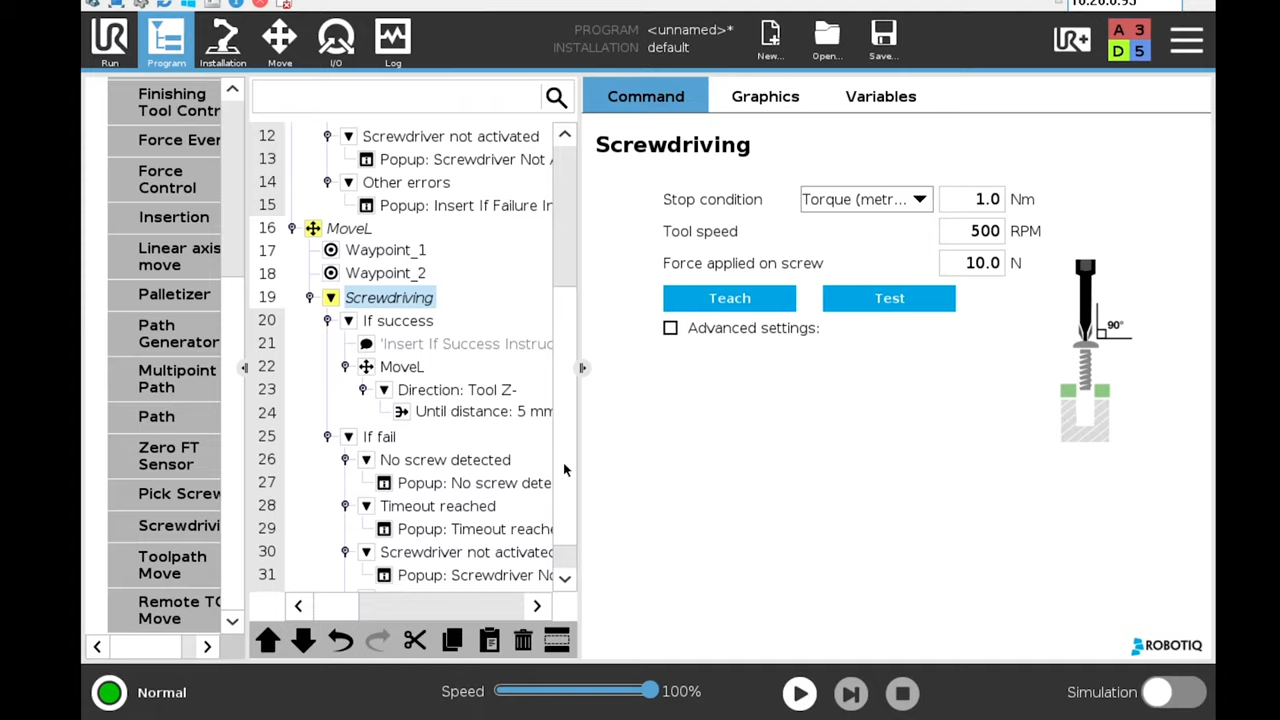 10.20.0.93
PROGRAM <unnamed>*
INSTALLATION default
Run
Program
Installation
Move
I/O
Log
New...
Open...
Save...
UR+
A 3
D 5
Finishing
Tool Contr
Force Ever
Force
Control
Insertion
Linear axis
move
Palletizer
Path
Generator
Multipoint
Path
Path
Zero FT
Sensor
Pick Screw
Screwdrivi
Toolpath
Move
Remote TC
Move
12 Screwdriver not activated
13 Popup: Screwdriver Not A
14 Other errors
15 Popup: Insert If Failure In
16 MoveL
17 Waypoint_1
18 Waypoint_2
19 Screwdriving
20 If success
21 'Insert If Success Instruc
22 MoveL
23 Direction: Tool Z-
24 Until distance: 5 mm
25 If fail
26 No screw detected
27 Popup: No screw dete
28 Timeout reached
29 Popup: Timeout reache
30 Screwdriver not activated
31 Popup: Screwdriver No
Command
Graphics
Variables
Screwdriving
Stop condition Torque (metr... 1.0 Nm
Tool speed 500 RPM
Force applied on screw 10.0 N
Teach
Test
Advanced settings:
90°
ROBOTIQ
Normal
Speed 100%
Simulation